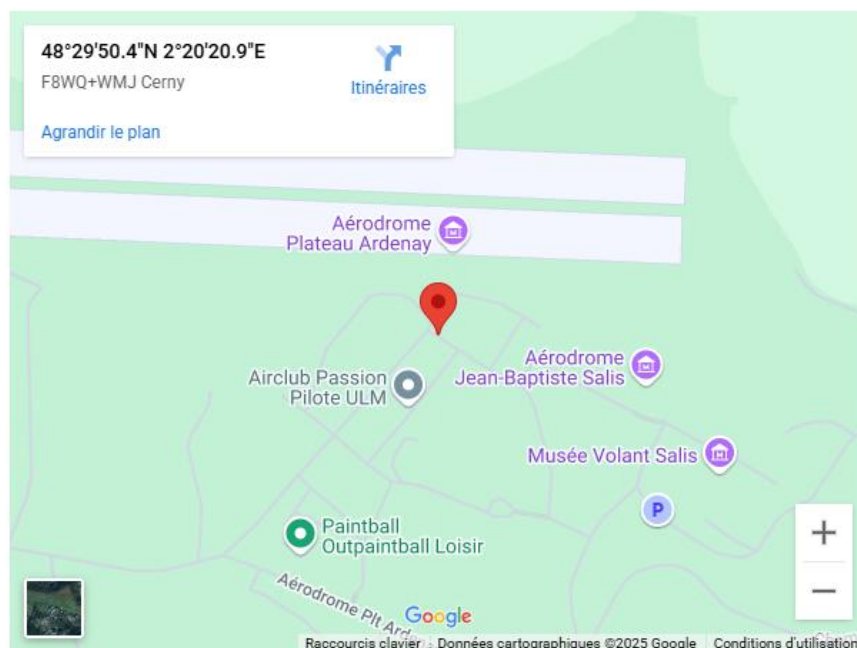 48°29'50.4"N 2°20'20.9"E
F8WQ+WMJ Cerny
Itinéraires
Agrandir le plan
Aérodrome
Plateau Ardenay
Aérodrome
Jean-Baptiste Salis
Airclub Passion
Pilote ULM
Musée Volant Salis
P
Paintball
Outpaintball Loisir
Aérodrome Plt
Google
Raccourcis clavier
Données cartographiques ©2025 Google
Conditions d'utilisation